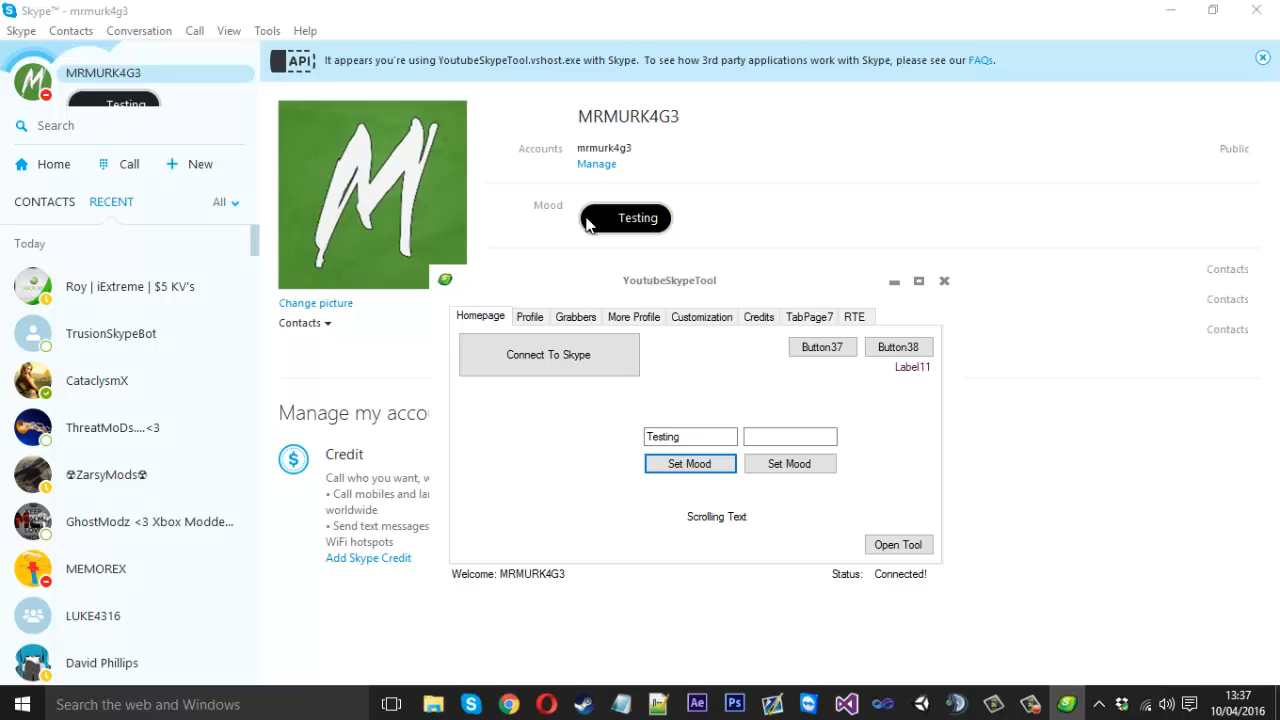 Skype™ - mrmurk4g3
Skype Contacts Conversation Call View Tools Help
MRMURK4G3
Testing
Search
Home Call New
CONTACTS RECENT All
Today
Roy | iExtreme | $5 KV's
TrusionSkypeBot
CataclysmX
ThreatMoDs....<3
☢ZarsyMods☢
GhostModz <3 Xbox Modde...
MEMOREX
LUKE4316
David Phillips
API It appears you're using YoutubeSkypeTool.vshost.exe with Skype. To see how 3rd party applications work with Skype, please see our FAQs.
M
Change picture
Contacts
MRMURK4G3
Accounts mrmurk4g3 Public
Manage
Mood Testing
Contacts
Contacts
Contacts
Manage my accou
Credit
Call who you want, w
• Call mobiles and lan
worldwide
• Send text messages
WiFi hotspots
Add Skype Credit
YoutubeSkypeTool
Homepage Profile Grabbers More Profile Customization Credits TabPage7 RTE
Connect To Skype Button37 Button38
Label11
Testing
Set Mood Set Mood
Scrolling Text
Open Tool
Welcome: MRMURK4G3 Status: Connected!
Search the web and Windows
Ae Ps
13:37
10/04/2016